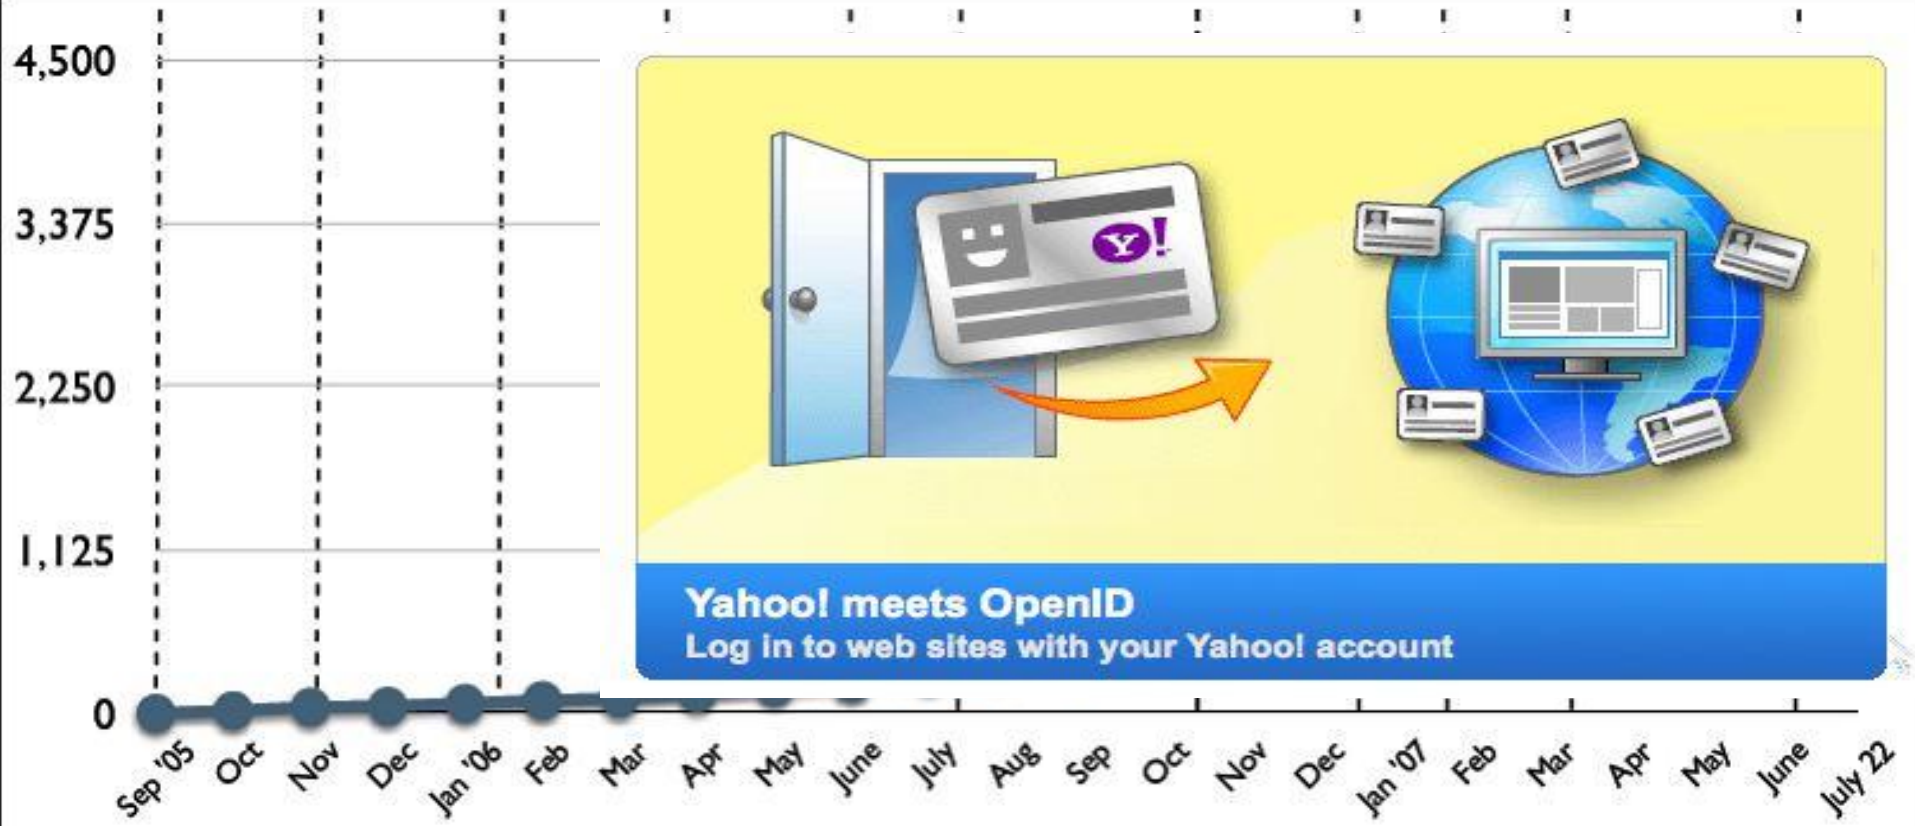 4,500
3,375
2,250
1,125
0
Y!
Yahoo! meets OpenID
Log in to web sites with your Yahoo! account
Sep '05 Oct Nov Dec Jan '06 Feb Mar Apr May June July Aug Sep Oct Nov Dec Jan '07 Feb Mar Apr May June July 22